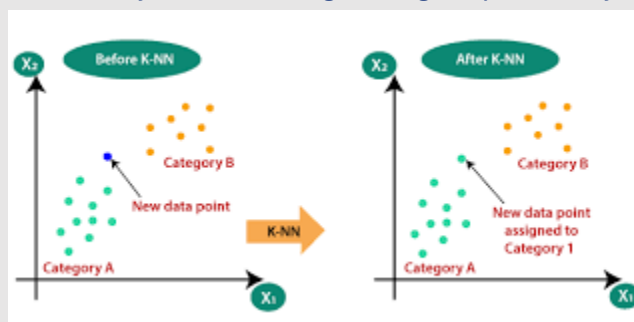 Before K-NN
X₂
Category B
New data point
Category A
X₁
K-NN
After K-NN
X₂
Category B
New data point
assigned to
Category 1
Category A
X₁